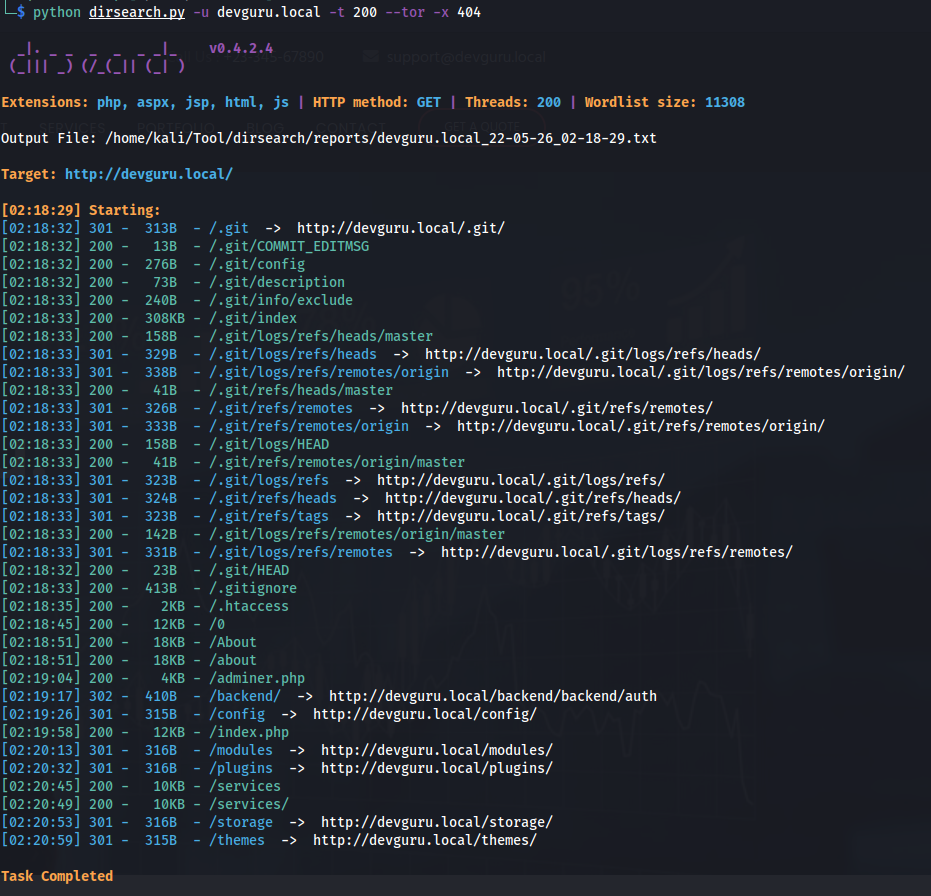 └─$ python dirsearch.py -u devguru.local -t 200 --tor -x 404
v0.4.2.4
+23-345-67890 support@devguru.local
_|. _ _  _  _  _ _|_
(_||| _) (/_(_|| (_| )
Extensions: php, aspx, jsp, html, js | HTTP method: GET | Threads: 200 | Wordlist size: 11308
Output File: /home/kali/Tool/dirsearch/reports/devguru.local_22-05-26_02-18-29.txt
Target: http://devguru.local/
[02:18:29] Starting:
[02:18:32] 301 -  313B  - /.git  ->  http://devguru.local/.git/
[02:18:32] 200 -   13B  - /.git/COMMIT_EDITMSG
[02:18:32] 200 -  276B  - /.git/config
[02:18:32] 200 -   73B  - /.git/description
[02:18:33] 200 -  240B  - /.git/info/exclude
[02:18:33] 200 -  308KB - /.git/index
[02:18:33] 200 -  158B  - /.git/logs/refs/heads/master
[02:18:33] 301 -  329B  - /.git/logs/refs/heads  ->  http://devguru.local/.git/logs/refs/heads/
[02:18:33] 301 -  338B  - /.git/logs/refs/remotes/origin  ->  http://devguru.local/.git/logs/refs/remotes/origin/
[02:18:33] 200 -   41B  - /.git/refs/heads/master
[02:18:33] 301 -  326B  - /.git/refs/remotes  ->  http://devguru.local/.git/refs/remotes/
[02:18:33] 301 -  333B  - /.git/refs/remotes/origin  ->  http://devguru.local/.git/refs/remotes/origin/
[02:18:33] 200 -  158B  - /.git/logs/HEAD
[02:18:33] 200 -   41B  - /.git/refs/remotes/origin/master
[02:18:33] 301 -  323B  - /.git/logs/refs  ->  http://devguru.local/.git/logs/refs/
[02:18:33] 301 -  324B  - /.git/refs/heads  ->  http://devguru.local/.git/refs/heads/
[02:18:33] 301 -  323B  - /.git/refs/tags  ->  http://devguru.local/.git/refs/tags/
[02:18:33] 200 -  142B  - /.git/logs/refs/remotes/origin/master
[02:18:33] 301 -  331B  - /.git/logs/refs/remotes  ->  http://devguru.local/.git/logs/refs/remotes/
[02:18:32] 200 -   23B  - /.git/HEAD
[02:18:33] 200 -  413B  - /.gitignore
[02:18:35] 200 -    2KB - /.htaccess
[02:18:45] 200 -   12KB - /0
[02:18:51] 200 -   18KB - /About
[02:18:51] 200 -   18KB - /about
[02:19:04] 200 -    4KB - /adminer.php
[02:19:17] 302 -  410B  - /backend/  ->  http://devguru.local/backend/backend/auth
[02:19:26] 301 -  315B  - /config  ->  http://devguru.local/config/
[02:19:58] 200 -   12KB - /index.php
[02:20:13] 301 -  316B  - /modules  ->  http://devguru.local/modules/
[02:20:32] 301 -  316B  - /plugins  ->  http://devguru.local/plugins/
[02:20:45] 200 -   10KB - /services
[02:20:49] 200 -   10KB - /services/
[02:20:53] 301 -  316B  - /storage  ->  http://devguru.local/storage/
[02:20:59] 301 -  315B  - /themes  ->  http://devguru.local/themes/
Task Completed